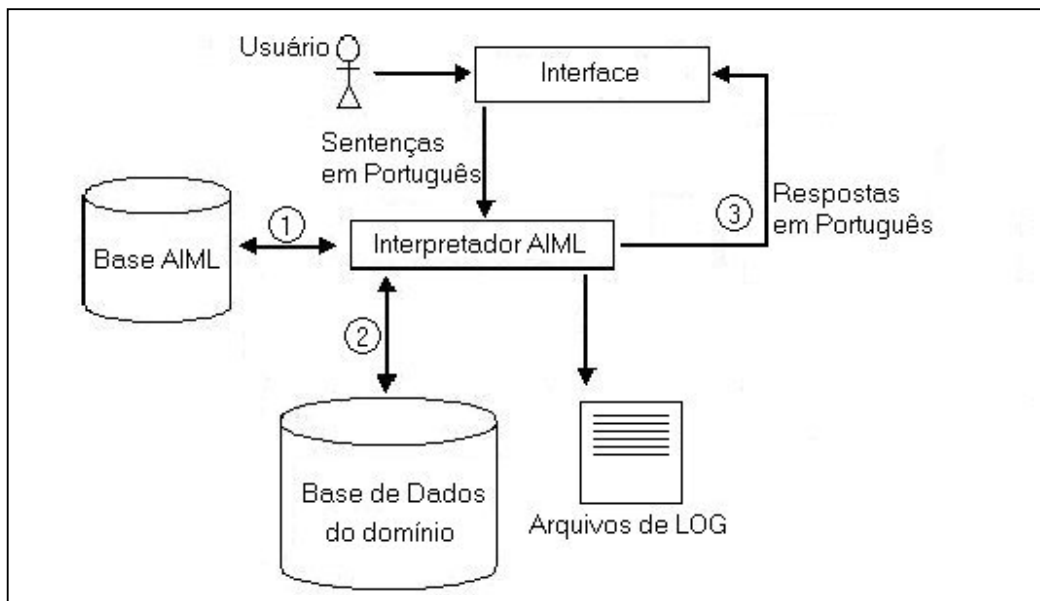 Usuário
Interface
Sentenças
em Português
3
Respostas
em Português
1
Base AIML
Interpretador AIML
2
Base de Dados
do domínio
Arquivos de LOG